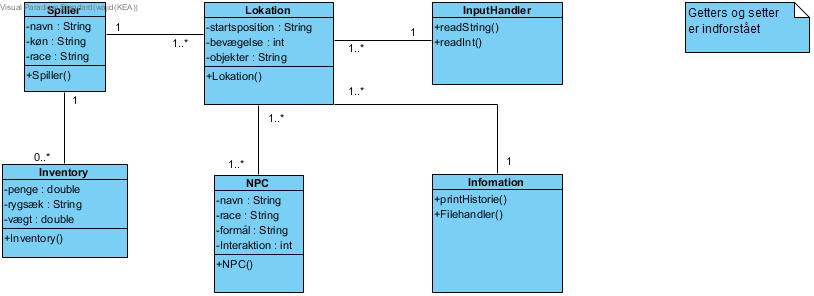 Visual Paradigm Standard(wajid(KEA))
Spiller
-navn : String
-køn : String
-race : String
+Spiller()
1
1..*
Lokation
-startsposition : String
-bevægelse : int
-objekter : String
+Lokation()
1
1..*
InputHandler
+readString()
+readInt()
Getters og setter
er indforstået
1
0..*
1..*
1..*
1..*
1
Inventory
-penge : double
-rygsæk : String
-vægt : double
+Inventory()
NPC
-navn : String
-race : String
-formål : String
-Interaktion : int
+NPC()
Infomation
+printHistorie()
+Filehandler()